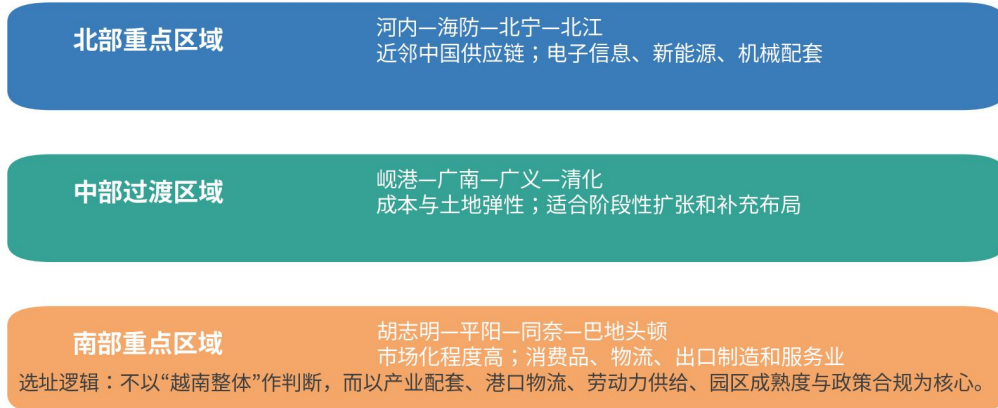 北部重点区域
河内—海防—北宁—北江
近邻中国供应链；电子信息、新能源、机械配套
中部过渡区域
岘港—广南—广义—清化
成本与土地弹性；适合阶段性扩张和补充布局
南部重点区域
胡志明—平阳—同奈—巴地头顿
市场化程度高；消费品、物流、出口制造和服务业
选址逻辑：不以“越南整体”作判断，而以产业配套、港口物流、劳动力供给、园区成熟度与政策合规为核心。